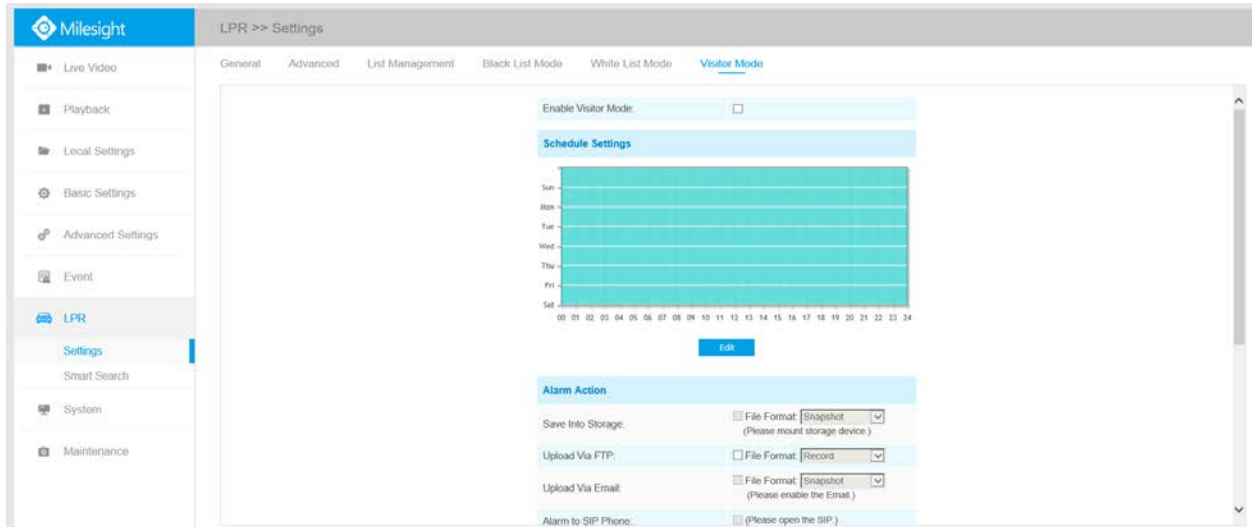 Milesight
LPR >> Settings
Live Video
Playback
Local Settings
Basic Settings
Advanced Settings
Event
LPR
Settings
Smart Search
System
Maintenance
General Advanced List Management Black List Mode White List Mode Visitor Mode
Enable Visitor Mode:
Schedule Settings
Sun
Mon
Tue
Wed
Thu
Fri
Sat
00 01 02 03 04 05 06 07 08 09 10 11 12 13 14 15 16 17 18 19 20 21 22 23 24
Edit
Alarm Action
Save Into Storage: File Format: Snapshot
(Please mount storage device.)
Upload Via FTP: File Format: Record
Upload Via Email: File Format: Snapshot
(Please enable the Email.)
Alarm to SIP Phone: (Please open the SIP.)